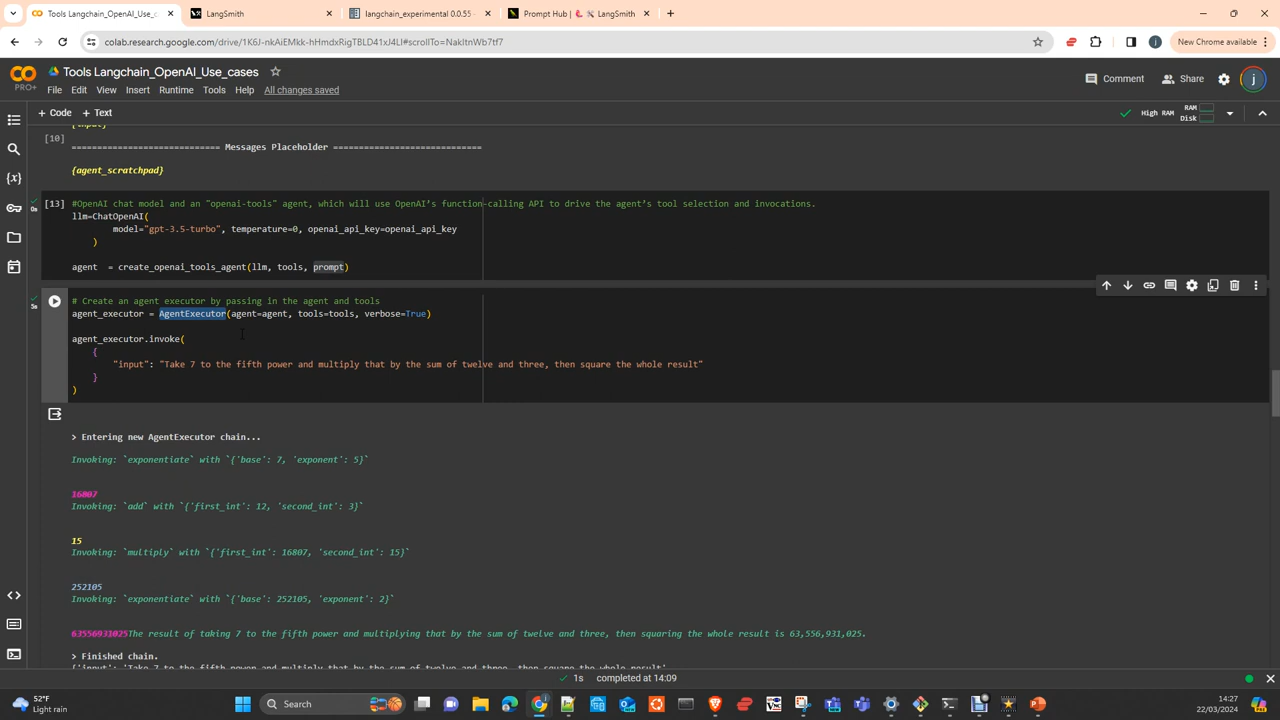 Tools Langchain_OpenAI_Use_c
LangSmith
langchain_experimental 0.0.55
Prompt Hub | 🦜🛠️ LangSmith
colab.research.google.com/drive/1K6J-nkAiEMkk-hHmdxRigTBLD41xJ4LI#scrollTo=NakItnWb7tf7
New Chrome available
PRO+
Tools Langchain_OpenAI_Use_cases
File Edit View Insert Runtime Tools Help All changes saved
Comment Share j
+ Code + Text
High RAM RAM Disk
{input}
[10]
============================ Messages Placeholder =============================
{agent_scratchpad}
[13] #OpenAI chat model and an "openai-tools" agent, which will use OpenAI's function-calling API to drive the agent's tool selection and invocations.
0s
llm=ChatOpenAI(
model="gpt-3.5-turbo", temperature=0, openai_api_key=openai_api_key
)
agent = create_openai_tools_agent(llm, tools, prompt)
# Create an agent executor by passing in the agent and tools
5s
agent_executor = AgentExecutor(agent=agent, tools=tools, verbose=True)
agent_executor.invoke(
{
"input": "Take 7 to the fifth power and multiply that by the sum of twelve and three, then square the whole result"
}
)
> Entering new AgentExecutor chain...
Invoking: `exponentiate` with `{'base': 7, 'exponent': 5}`
16807
Invoking: `add` with `{'first_int': 12, 'second_int': 3}`
15
Invoking: `multiply` with `{'first_int': 16807, 'second_int': 15}`
252105
Invoking: `exponentiate` with `{'base': 252105, 'exponent': 2}`
63556931025The result of taking 7 to the fifth power and multiplying that by the sum of twelve and three, then squaring the whole result is 63,556,931,025.
> Finished chain.
{'input': 'Take 7 to the fifth power and multiply that by the sum of twelve and three, then square the whole result',
1s completed at 14:09
52°F
Light rain
Search
14:27
22/03/2024